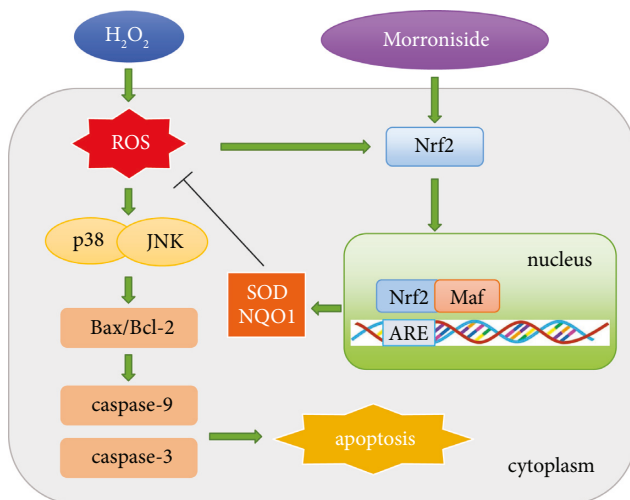 H₂O₂
Morroniside
ROS
Nrf2
p38
JNK
nucleus
SOD
NQO1
Nrf2
Maf
ARE
Bax/Bcl-2
caspase-9
caspase-3
apoptosis
cytoplasm